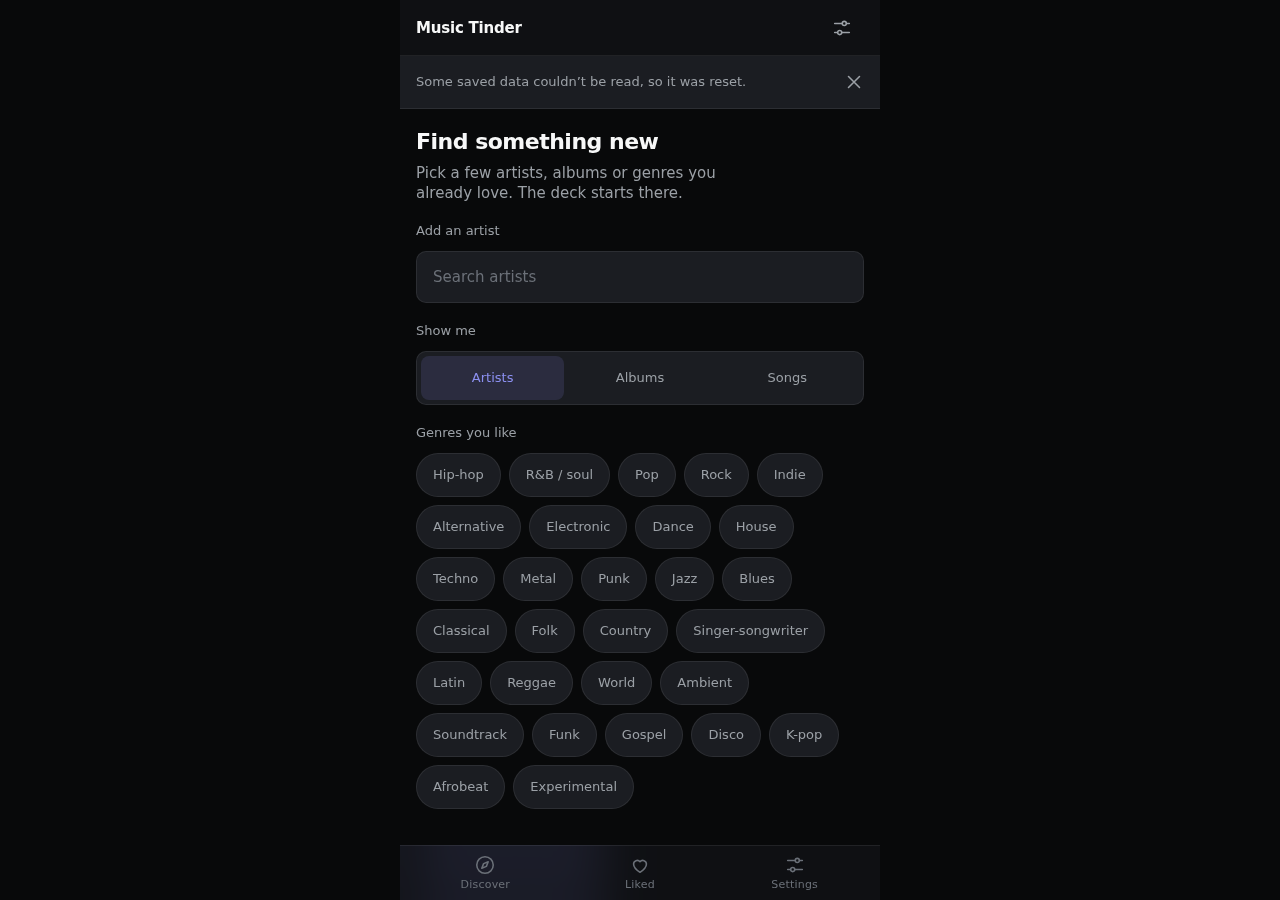 Music Tinder
Some saved data couldn’t be read, so it was reset.
Find something new
Pick a few artists, albums or genres you
already love. The deck starts there.
Add an artist
Search artists
Show me
Artists Albums Songs
Genres you like
Hip-hop R&B / soul Pop Rock Indie
Alternative Electronic Dance House
Techno Metal Punk Jazz Blues
Classical Folk Country Singer-songwriter
Latin Reggae World Ambient
Soundtrack Funk Gospel Disco K-pop
Afrobeat Experimental
Discover Liked Settings